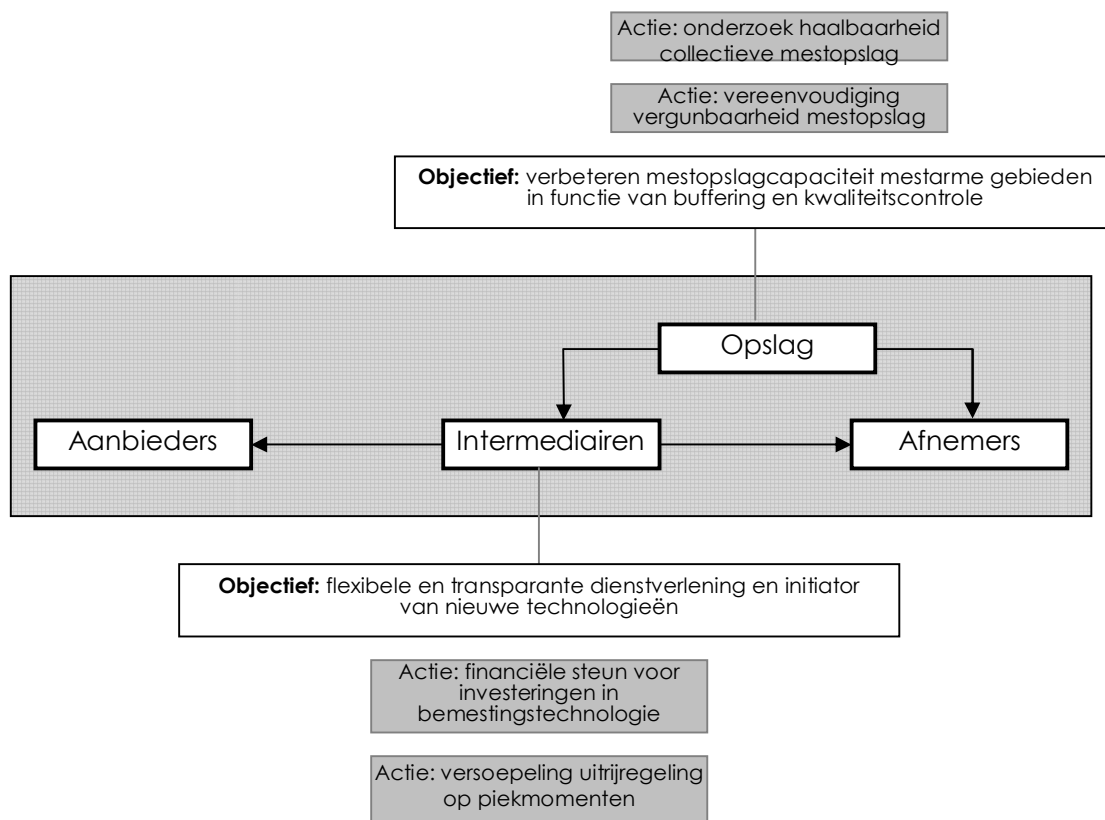 Actie: onderzoek haalbaarheid
collectieve mestopslag
Actie: vereenvoudiging
vergunbaarheid mestopslag
Objectief: verbeteren mestopslagcapaciteit mestarme gebieden
in functie van buffering en kwaliteitscontrole
Opslag
Aanbieders
Intermediairen
Afnemers
Objectief: flexibele en transparante dienstverlening en initiator
van nieuwe technologieën
Actie: financiële steun voor
investeringen in
bemestingstechnologie
Actie: versoepeling uitrijregeling
op piekmomenten